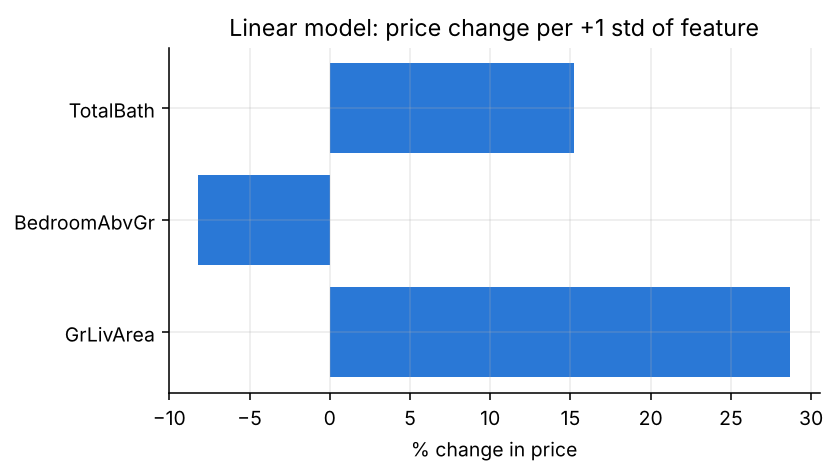 Linear model: price change per +1 std of feature
TotalBath
BedroomAbvGr
GrLivArea
−10 −5 0 5 10 15 20 25 30
% change in price